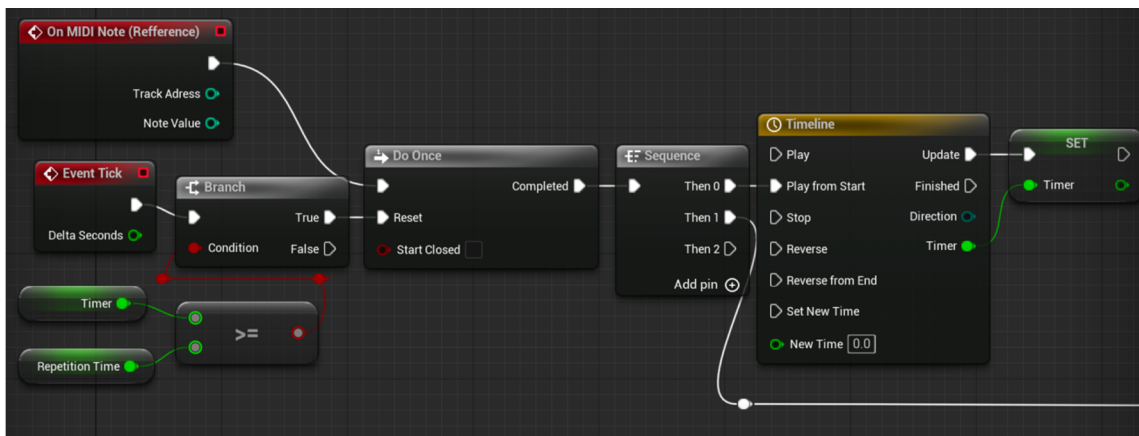 On MIDI Note (Refference)
Track Adress
Note Value
Event Tick
Delta Seconds
Branch
True
Condition
False
Timer
>=
Repetition Time
Do Once
Completed
Reset
Start Closed
Sequence
Then 0
Then 1
Then 2
Add pin
Timeline
Play
Update
Play from Start
Finished
Stop
Direction
Reverse
Timer
Reverse from End
Set New Time
New Time 0.0
SET
Timer